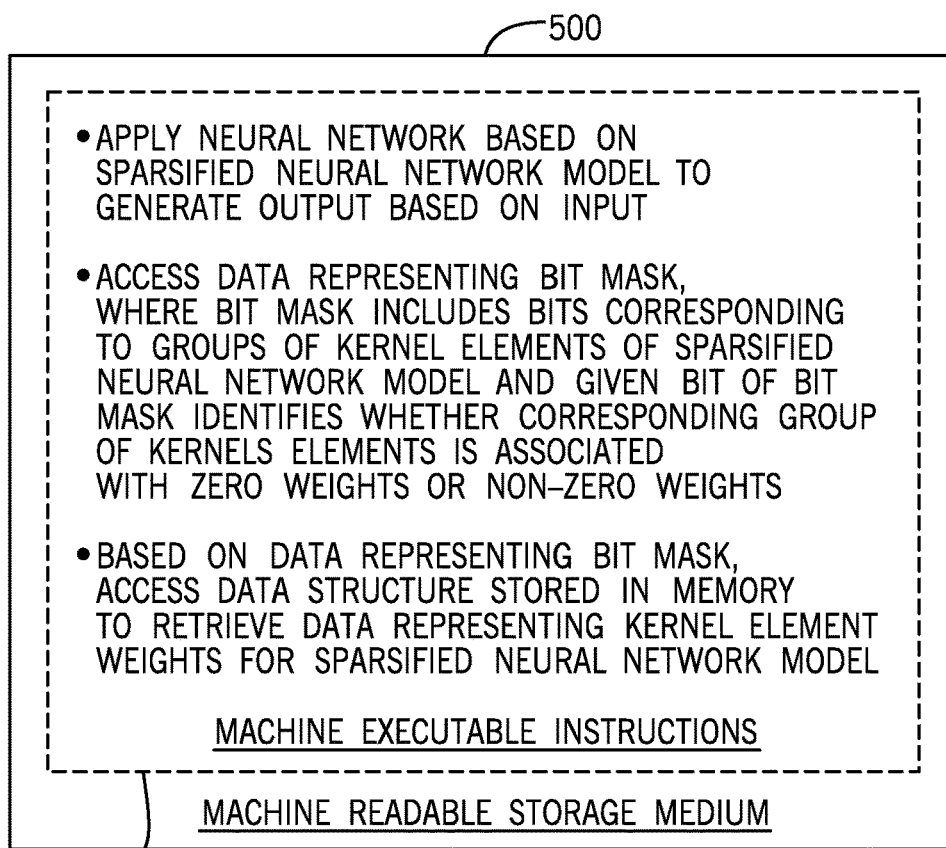 500
•APPLY NEURAL NETWORK BASED ON
SPARSIFIED NEURAL NETWORK MODEL TO
GENERATE OUTPUT BASED ON INPUT
•ACCESS DATA REPRESENTING BIT MASK,
WHERE BIT MASK INCLUDES BITS CORRESPONDING
TO GROUPS OF KERNEL ELEMENTS OF SPARSIFIED
NEURAL NETWORK MODEL AND GIVEN BIT OF BIT
MASK IDENTIFIES WHETHER CORRESPONDING GROUP
OF KERNELS ELEMENTS IS ASSOCIATED
WITH ZERO WEIGHTS OR NON–ZERO WEIGHTS
•BASED ON DATA REPRESENTING BIT MASK,
ACCESS DATA STRUCTURE STORED IN MEMORY
TO RETRIEVE DATA REPRESENTING KERNEL ELEMENT
WEIGHTS FOR SPARSIFIED NEURAL NETWORK MODEL
MACHINE EXECUTABLE INSTRUCTIONS
MACHINE READABLE STORAGE MEDIUM